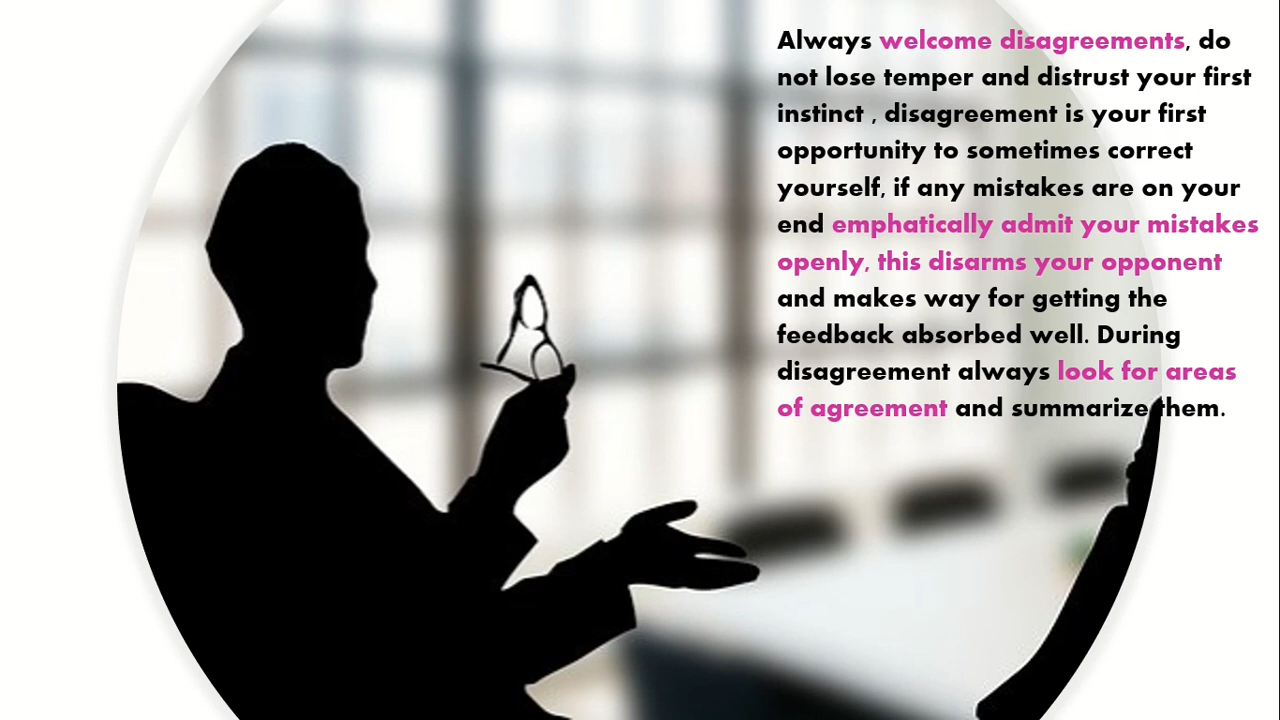 Always welcome disagreements, do
not lose temper and distrust your first
instinct , disagreement is your first
opportunity to sometimes correct
yourself, if any mistakes are on your
end emphatically admit your mistakes
openly, this disarms your opponent
and makes way for getting the
feedback absorbed well. During
disagreement always look for areas
of agreement and summarize them.